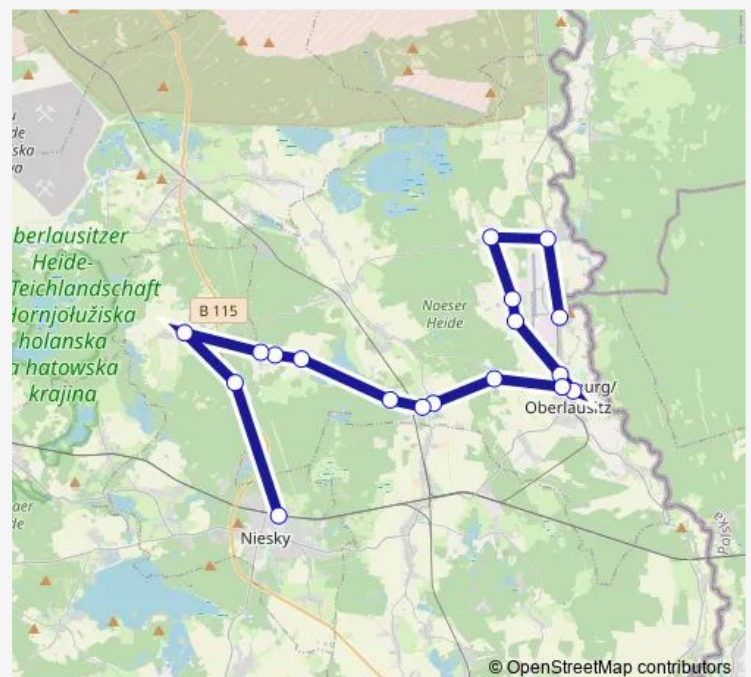 berlausitzer
Heide-
Teichlandschaft
Hornjołužiska
holanska
a hatowska
krajina
B 115
Noeser
Heide
burg/
Oberlausitz
Niesky
Polska
© OpenStreetMap contributors